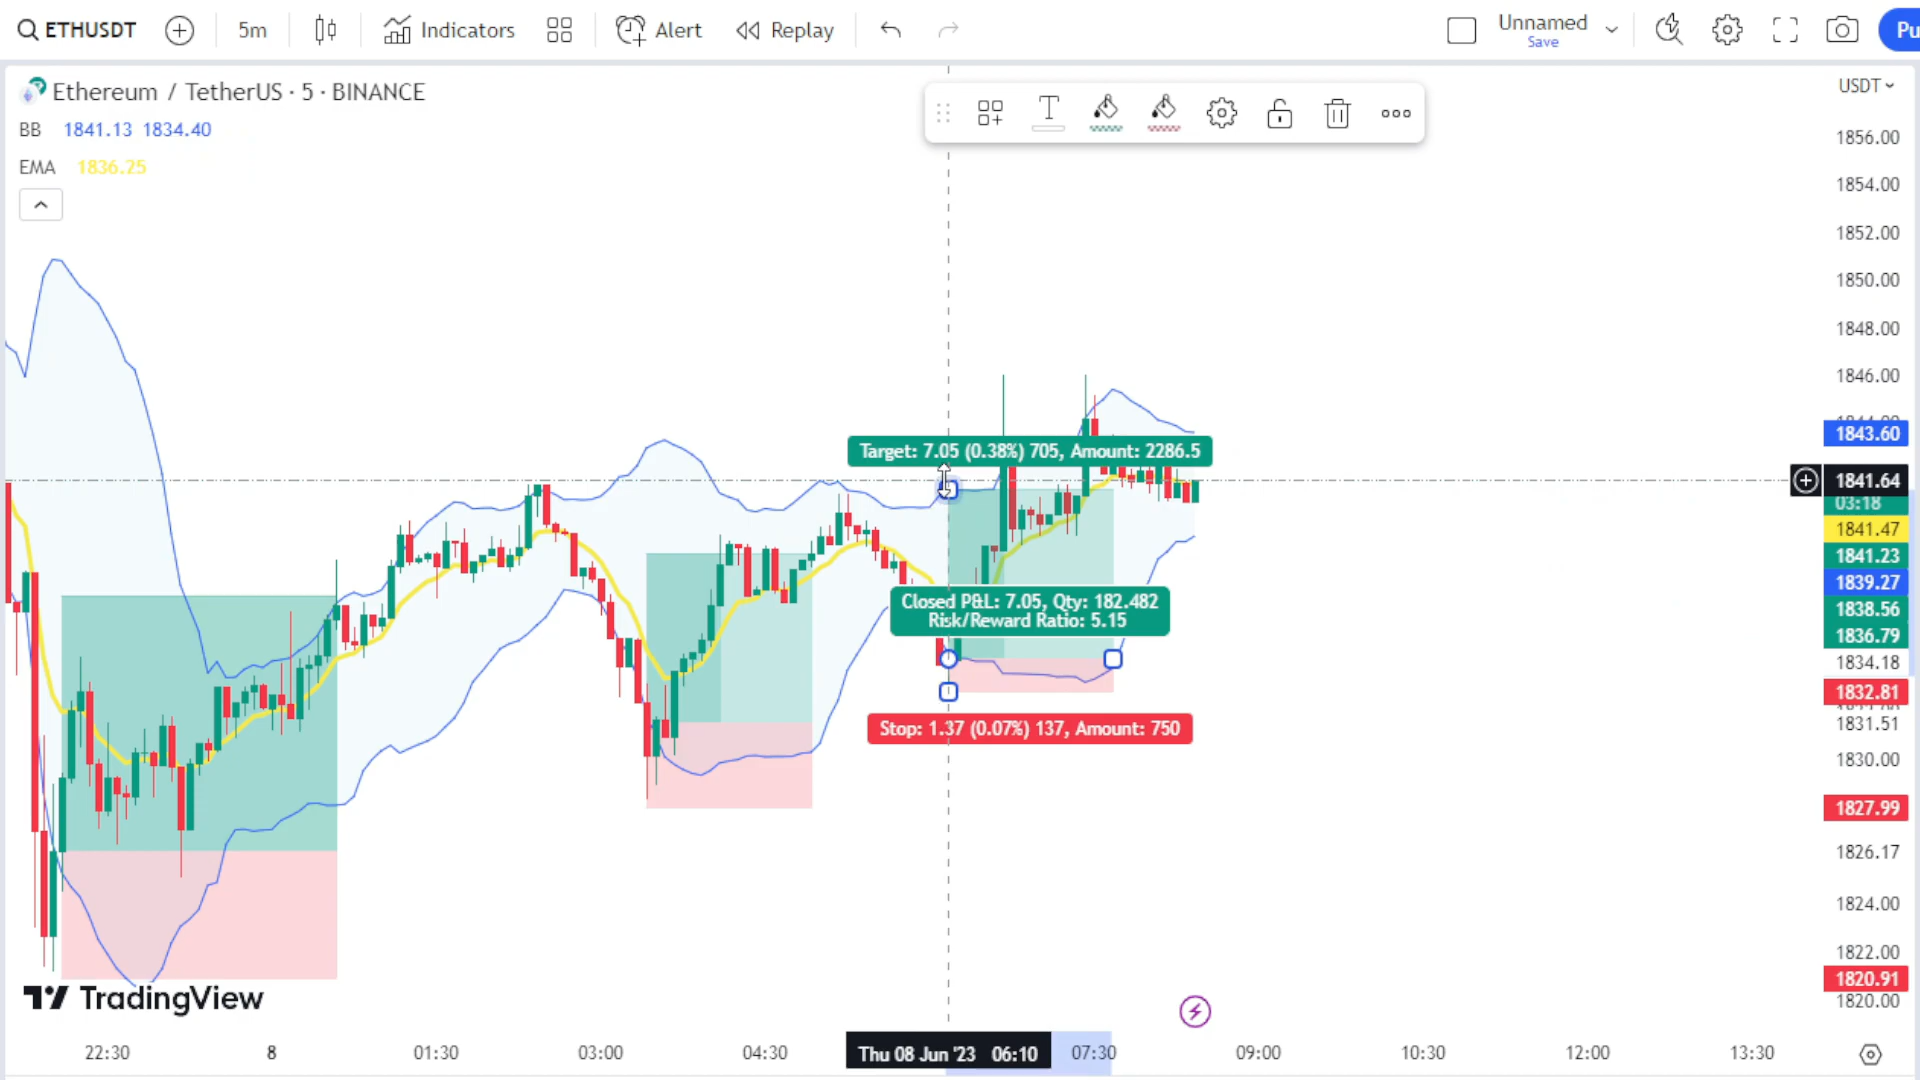 ETHUSDT
5m
Indicators
Alert
Replay
Unnamed
Save
Pu
Ethereum / TetherUS · 5 · BINANCE
USDT
BB 1841.13 1834.40
EMA 1836.25
T
1856.00
1854.00
1852.00
1850.00
1848.00
1846.00
1843.60
Target: 7.05 (0.38%) 705, Amount: 2286.5
1841.64
03:18
1841.47
1841.23
1839.27
Closed P&L: 7.05, Qty: 182.482
Risk/Reward Ratio: 5.15
1838.56
1836.79
1834.18
1832.81
1831.51
Stop: 1.37 (0.07%) 137, Amount: 750
1830.00
1827.99
1826.17
1824.00
1822.00
1820.91
1820.00
TradingView
22:30 8 01:30 03:00 04:30 Thu 08 Jun '23 06:10 07:30 09:00 10:30 12:00 13:30